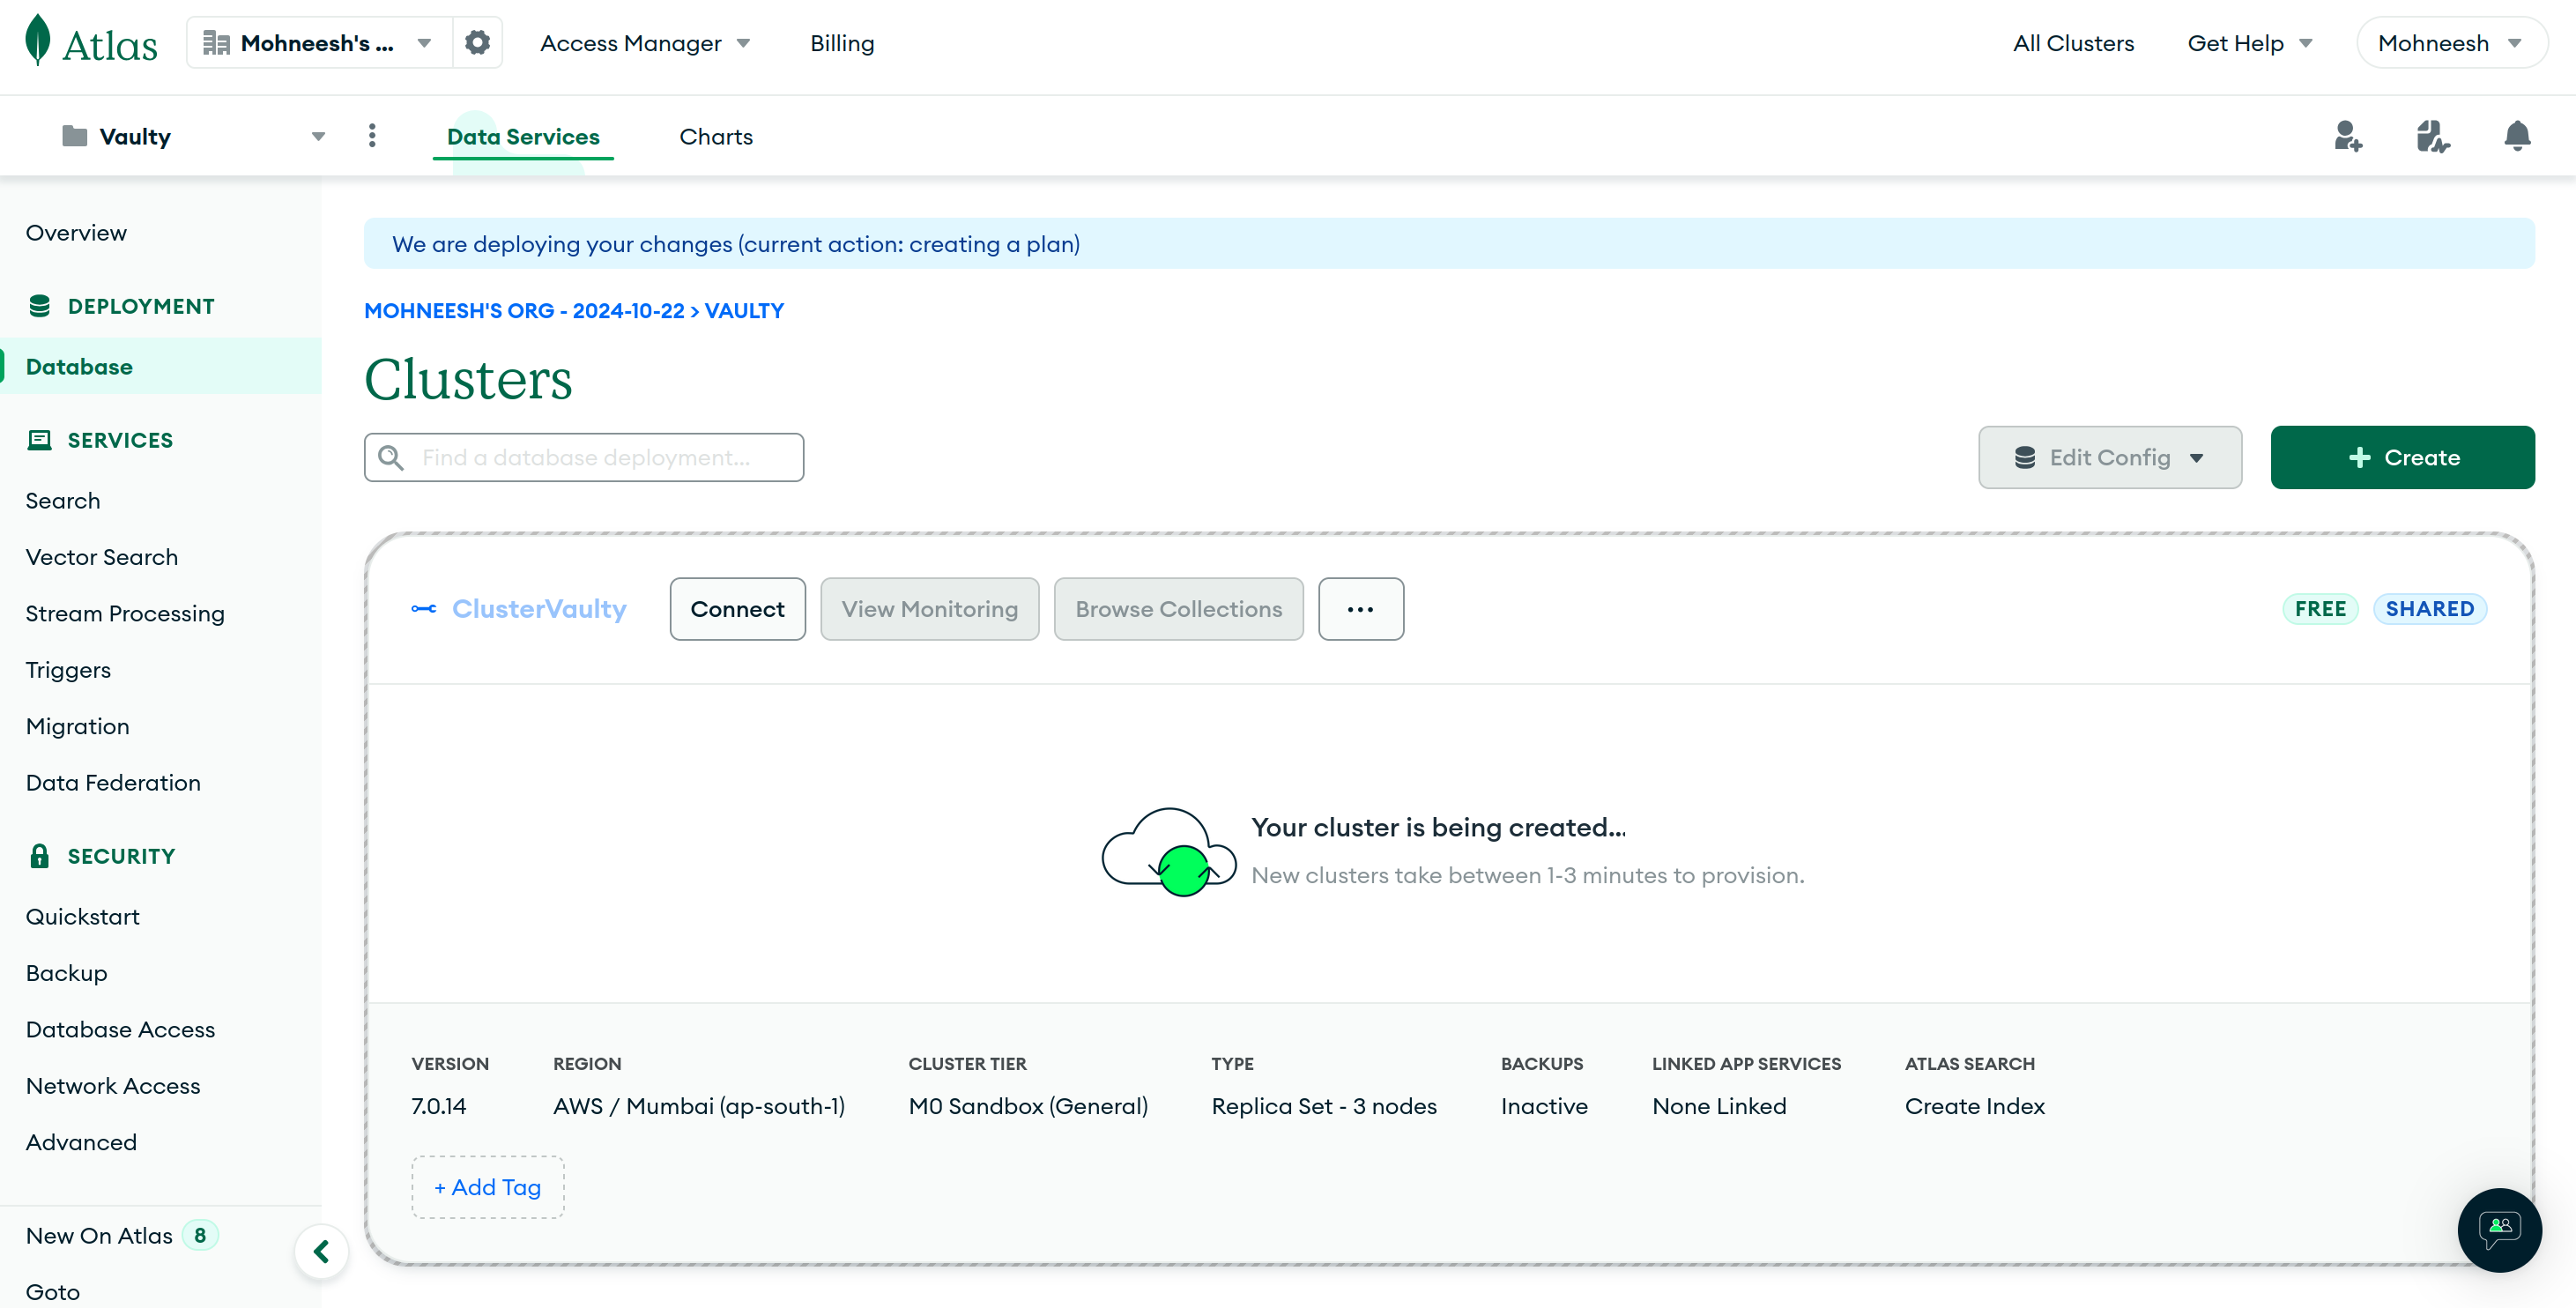 Atlas
Mohneesh's ...
Access Manager
Billing
All Clusters
Get Help
Mohneesh
Vaulty
Data Services
Charts
Overview
DEPLOYMENT
Database
SERVICES
Search
Vector Search
Stream Processing
Triggers
Migration
Data Federation
SECURITY
Quickstart
Backup
Database Access
Network Access
Advanced
New On Atlas 8
Goto
We are deploying your changes (current action: creating a plan)
MOHNEESH'S ORG - 2024-10-22 > VAULTY
Clusters
Find a database deployment...
Edit Config
+ Create
ClusterVaulty
Connect
View Monitoring
Browse Collections
...
FREE
SHARED
Your cluster is being created...
New clusters take between 1-3 minutes to provision.
VERSION
7.0.14
REGION
AWS / Mumbai (ap-south-1)
CLUSTER TIER
M0 Sandbox (General)
TYPE
Replica Set - 3 nodes
BACKUPS
Inactive
LINKED APP SERVICES
None Linked
ATLAS SEARCH
Create Index
+ Add Tag